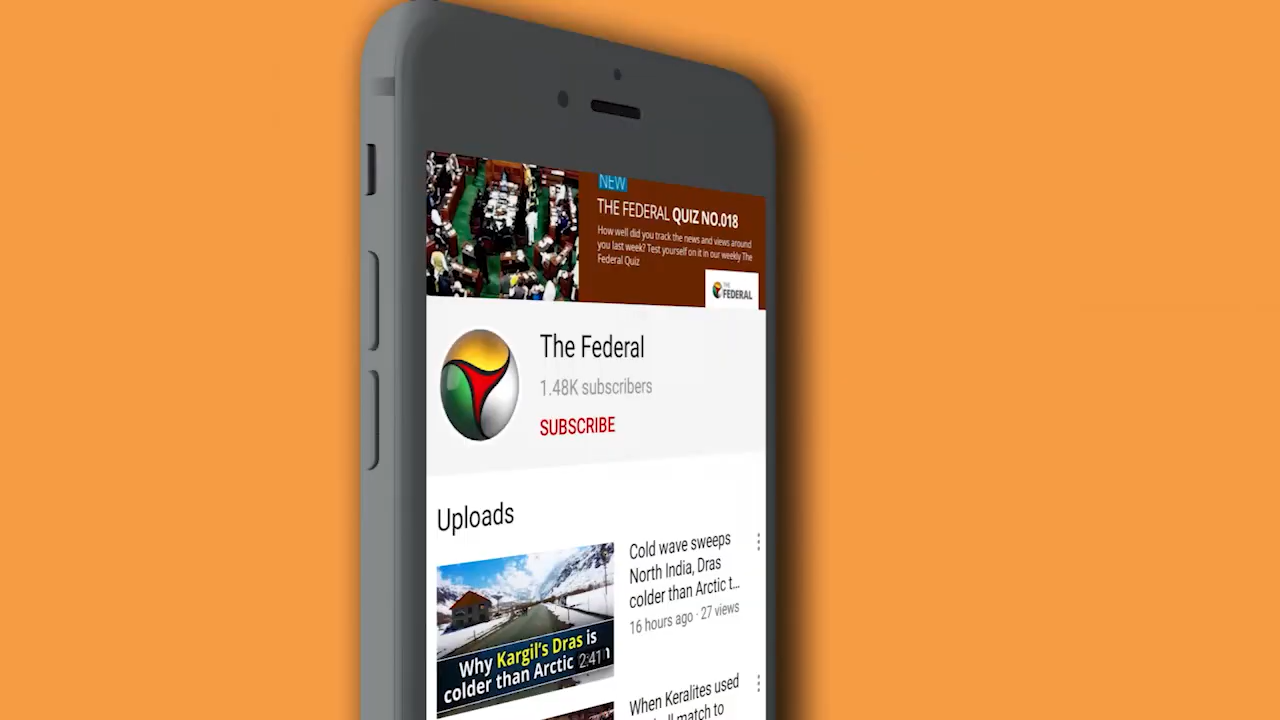 NEW
THE FEDERAL QUIZ NO.018
How well did you track the news and views around
you last week? Test yourself on it in our weekly The
Federal Quiz
THE
FEDERAL
The Federal
1.48K subscribers
SUBSCRIBE
Uploads
Cold wave sweeps
North India, Dras
colder than Arctic t...
16 hours ago · 27 views
Why Kargil's Dras is
colder than Arctic
2:41
When Keralites used
match to